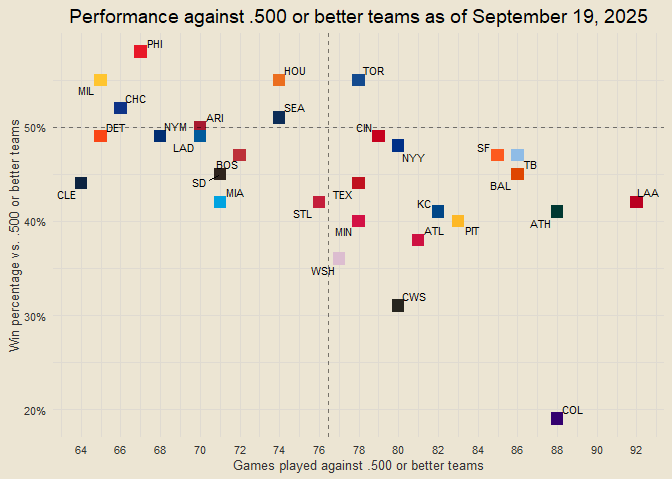 Performance against .500 or better teams as of September 19, 2025
PHI
HOU
TOR
MIL
CHC
SEA
ARI
DET
NYM
CIN
50%
LAD
NYY
SF
BOS
TB
SD
BAL
CLE
MIA
TEX
LAA
STL
KC
ATH
40%
MIN
ATL
PIT
WSH
CWS
30%
COL
20%
Win percentage vs. .500 or better teams
64 66 68 70 72 74 76 78 80 82 84 86 88 90 92
Games played against .500 or better teams